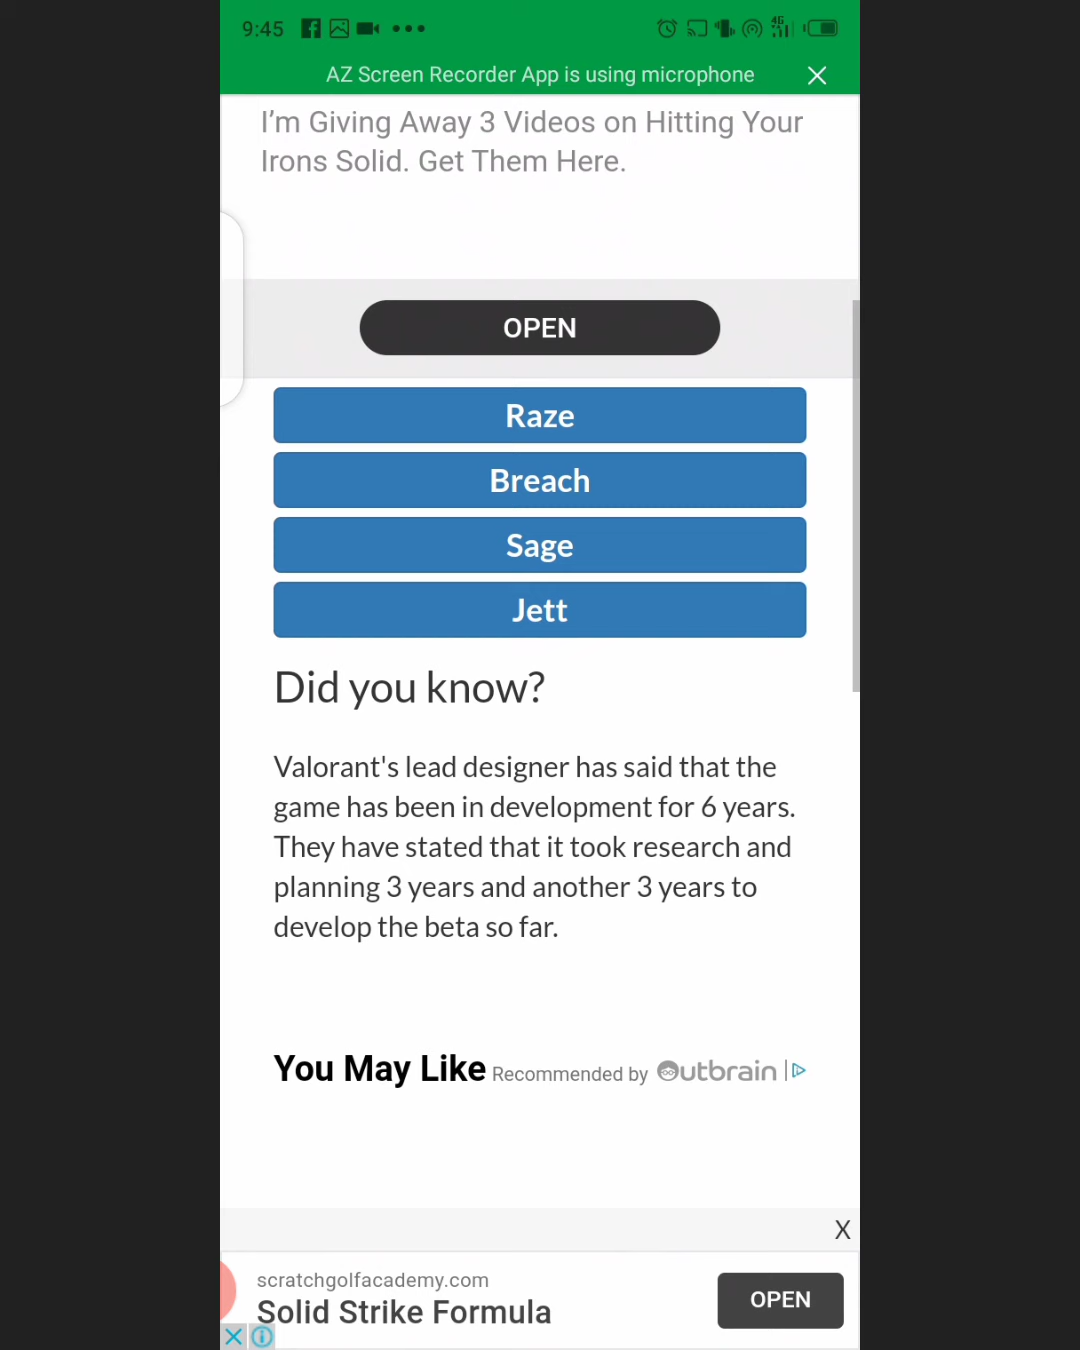 9:45
4G
AZ Screen Recorder App is using microphone
I’m Giving Away 3 Videos on Hitting Your
Irons Solid. Get Them Here.
OPEN
Raze
Breach
Sage
Jett
Did you know?
Valorant's lead designer has said that the
game has been in development for 6 years.
They have stated that it took research and
planning 3 years and another 3 years to
develop the beta so far.
You May Like Recommended by Outbrain
X
scratchgolfacademy.com
Solid Strike Formula
OPEN